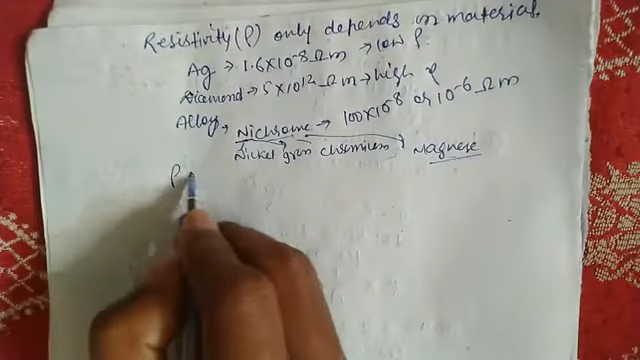 Resistivity (ρ) only depends on material.
Ag → 1.6×10⁻⁸ Ωm → low ρ.
Diamond → 5×10¹² Ωm → high ρ
Alloy → Nichrome → 100×10⁻⁸ or 10⁻⁶ Ωm
Nickel chromium Magnese
ρ